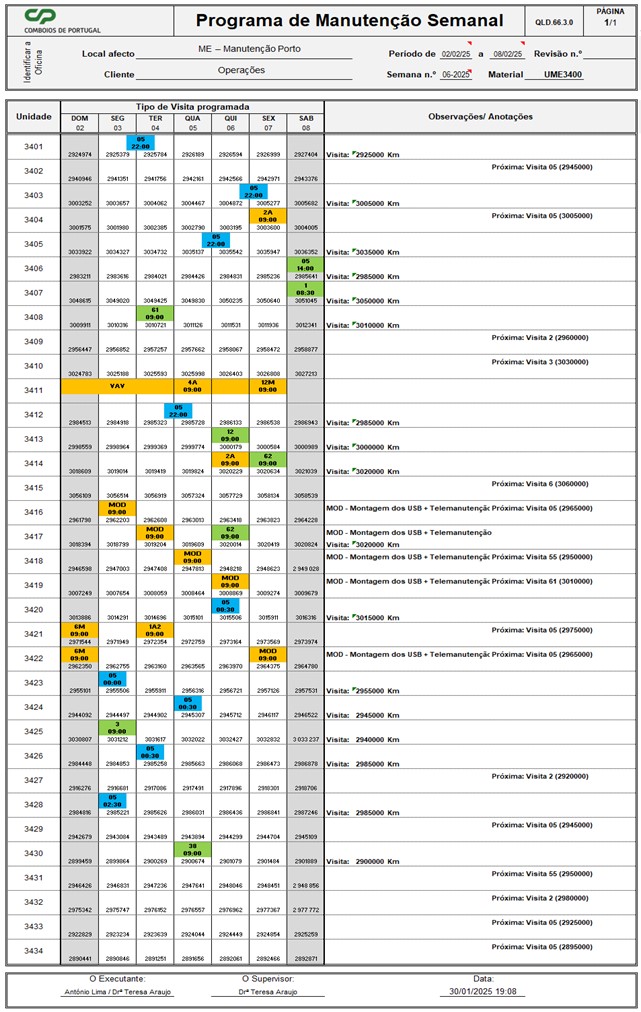 CP
COMBOIOS DE PORTUGAL
Programa de Manutenção Semanal
QLD.66.3.0
PÁGINA
1/1
Identificar a Oficina
Local afecto ME – Manutenção Porto
Período de 02/02/25 a 08/02/25 Revisão n.º
Cliente Operações
Semana n.º 06-2025 Material UME3400
Unidade Tipo de Visita programada Observações/ Anotações
DOM SEG TER QUA QUI SEX SAB
02 03 04 05 06 07 08
3401 05 22:00
2924974 2925379 2925784 2926189 2926594 2926999 2927404 Visita: 2925000 Km
3402 Próxima: Visita 05 (2945000)
2940946 2941351 2941756 2942161 2942566 2942971 2943376
3403 05 22:00
3003252 3003657 3004062 3004467 3004872 3005277 3005682 Visita: 3005000 Km
3404 2A 09:00 Próxima: Visita 05 (3005000)
3001575 3001980 3002385 3002790 3003195 3003600 3004005
3405 05 22:00
3033922 3034327 3034732 3035137 3035542 3035947 3036352 Visita: 3035000 Km
3406 05 14:00
2983211 2983616 2984021 2984426 2984831 2985236 2985641 Visita: 2985000 Km
3407 1 08:30
3048615 3049020 3049425 3049830 3050235 3050640 3051045 Visita: 3050000 Km
3408 61 09:00
3009911 3010316 3010721 3011126 3011531 3011936 3012341 Visita: 3010000 Km
3409 Próxima: Visita 2 (2960000)
2956447 2956852 2957257 2957662 2958067 2958472 2958877
3410 Próxima: Visita 3 (3030000)
3024783 3025188 3025593 3025998 3026403 3026808 3027213
3411 VAV 4A 09:00 12M 09:00
3412 05 22:00
2984513 2984918 2985323 2985728 2986133 2986538 2986943 Visita: 2985000 Km
3413 12 09:00
2998559 2998964 2999369 2999774 3000179 3000584 3000989 Visita: 3000000 Km
3414 2A 09:00 62 09:00
3018609 3019014 3019419 3019824 3020229 3020634 3021039 Visita: 3020000 Km
3415 Próxima: Visita 6 (3060000)
3056109 3056514 3056919 3057324 3057729 3058134 3058539
3416 MOD 09:00 MOD - Montagem dos USB + Telemanutençã Próxima: Visita 05 (2965000)
2961798 2962203 2962608 2963013 2963418 2963823 2964228
3417 MOD 09:00 62 09:00 MOD - Montagem dos USB + Telemanutenção
3018394 3018799 3019204 3019609 3020014 3020419 3020824 Visita: 3020000 Km
3418 MOD 09:00 MOD - Montagem dos USB + Telemanutençã Próxima: Visita 55 (2950000)
2946598 2947003 2947408 2947813 2948218 2948623 2 949 028
3419 MOD 09:00 MOD - Montagem dos USB + Telemanutençã Próxima: Visita 61 (3010000)
3007249 3007654 3008059 3008464 3008869 3009274 3009679
3420 05 00:30
3013886 3014291 3014696 3015101 3015506 3015911 3016316 Visita: 3015000 Km
3421 6M 09:00 1A2 09:00 Próxima: Visita 05 (2975000)
2971544 2971949 2972354 2972759 2973164 2973569 2973974
3422 6M 09:00 MOD 09:00 MOD - Montagem dos USB + Telemanutençã Próxima: Visita 05 (2965000)
2962350 2962755 2963160 2963565 2963970 2964375 2964780
3423 05 00:00
2955101 2955506 2955911 2956316 2956721 2957126 2957531 Visita: 2955000 Km
3424 05 00:30
2944092 2944497 2944902 2945307 2945712 2946117 2946522 Visita: 2945000 Km
3425 3 09:00
3030807 3031212 3031617 3032022 3032427 3032832 3 033 237 Visita: 2940000 Km
3426 05 00:30
2984448 2984853 2985258 2985663 2986068 2986473 2986878 Visita: 2985000 Km
3427 Próxima: Visita 2 (2920000)
2916276 2916681 2917086 2917491 2917896 2918301 2918706
3428 05 02:30
2984816 2985221 2985626 2986031 2986436 2986841 2987246 Visita: 2985000 Km
3429 Próxima: Visita 05 (2945000)
2942679 2943084 2943489 2943894 2944299 2944704 2945109
3430 38 09:00
2899459 2899864 2900269 2900674 2901079 2901484 2901889 Visita: 2900000 Km
3431 Próxima: Visita 55 (2950000)
2946426 2946831 2947236 2947641 2948046 2948451 2 948 856
3432 Próxima: Visita 2 (2980000)
2975342 2975747 2976152 2976557 2976962 2977367 2 977 772
3433 Próxima: Visita 05 (2925000)
2922829 2923234 2923639 2924044 2924449 2924854 2925259
3434 Próxima: Visita 05 (2895000)
2890441 2890846 2891251 2891656 2892061 2892466 2892871
O Executante: O Supervisor: Data:
António Lima / Drª Teresa Araujo Drª Teresa Araujo 30/01/2025 19:08